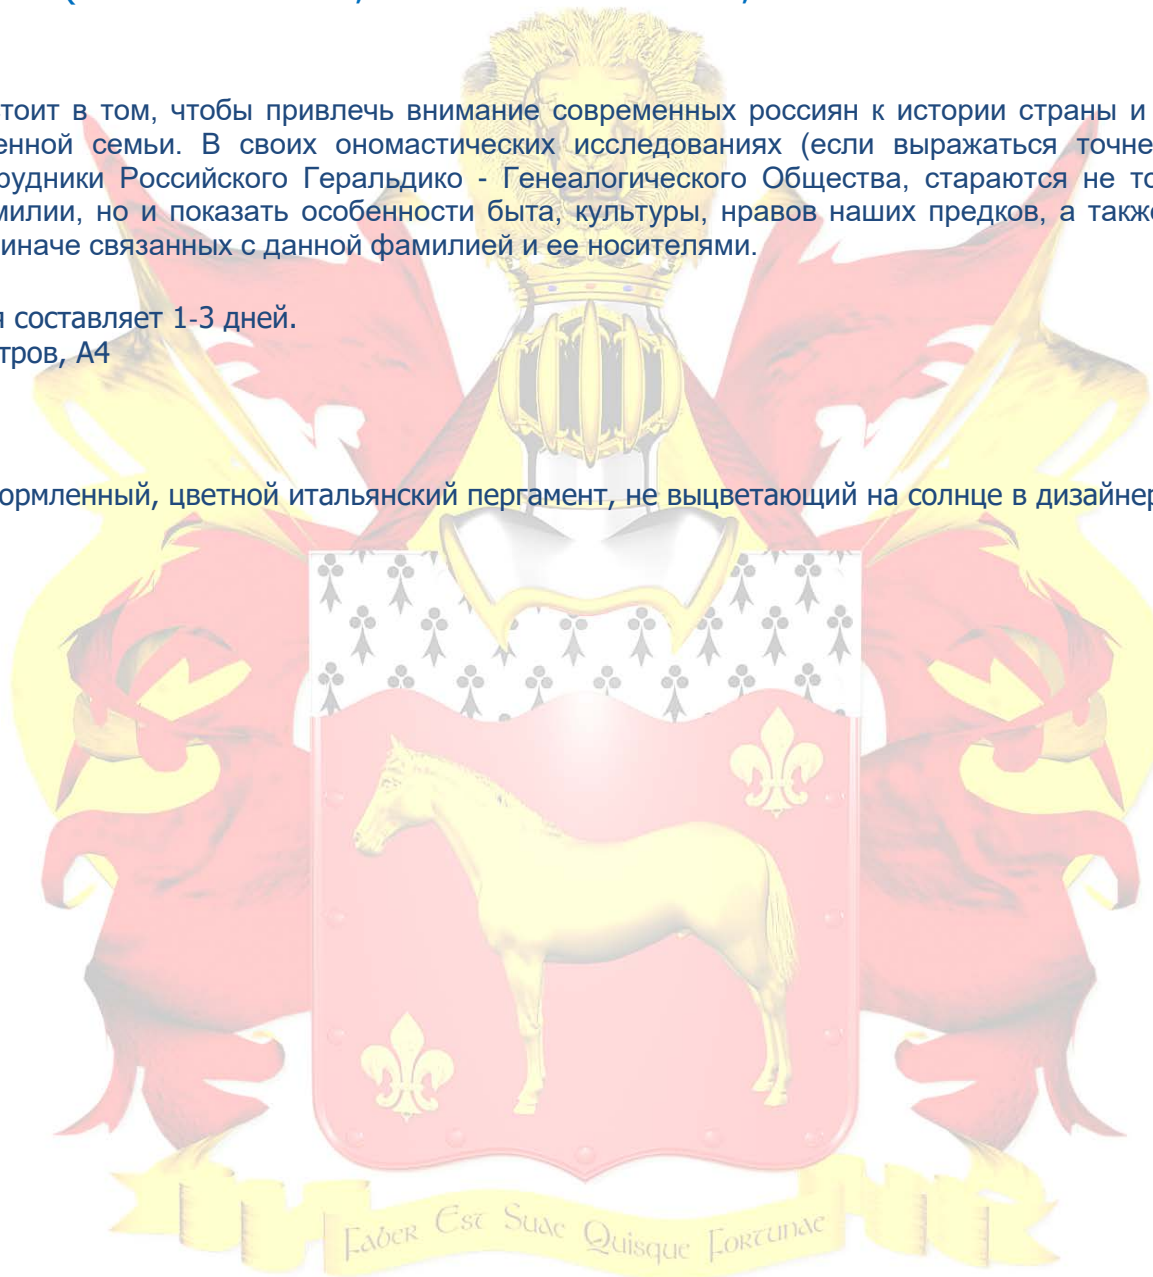 стоит в том, чтобы привлечь внимание современных россиян к истории страны и
енной семьи. В своих ономастических исследованиях (если выражаться точне
рудники Российского Геральдико - Генеалогического Общества, стараются не то
милии, но и показать особенности быта, культуры, нравов наших предков, а также
иначе связанных с данной фамилией и ее носителями.
я составляет 1-3 дней.
тров, А4
ормленный, цветной итальянский пергамент, не выцветающий на солнце в дизайнер
Faber Est Suae Quisque Fortunae